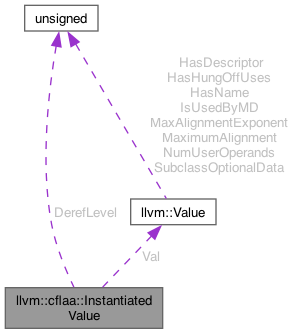 unsigned
HasDescriptor
HasHungOffUses
HasName
IsUsedByMD
MaxAlignmentExponent
MaximumAlignment
NumUserOperands
SubclassOptionalData
DerefLevel
llvm::Value
Val
llvm::cflaa::Instantiated
Value